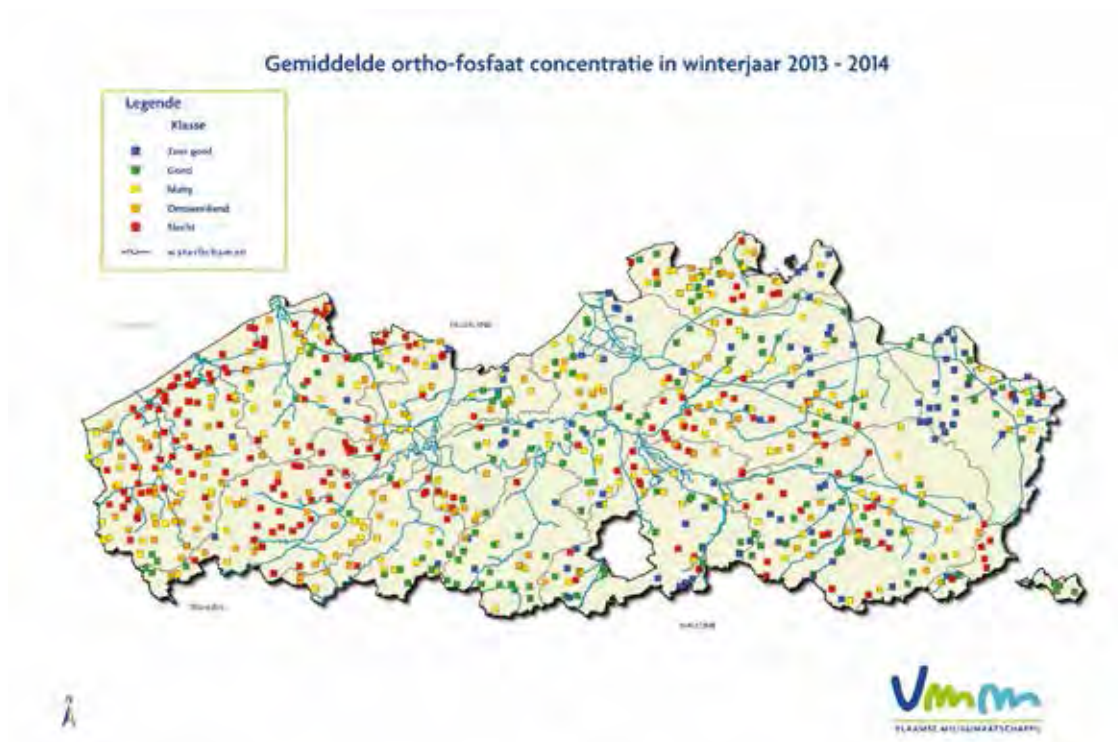 Gemiddelde ortho-fosfaat concentratie in winterjaar 2013 - 2014
Legende
Klasse
Zeer goed
Goed
Matig
Ontoereikend
Slecht
waterlichamen
N
Vmm
VLAAMSE MILIEUMAATSCHAPPIJ